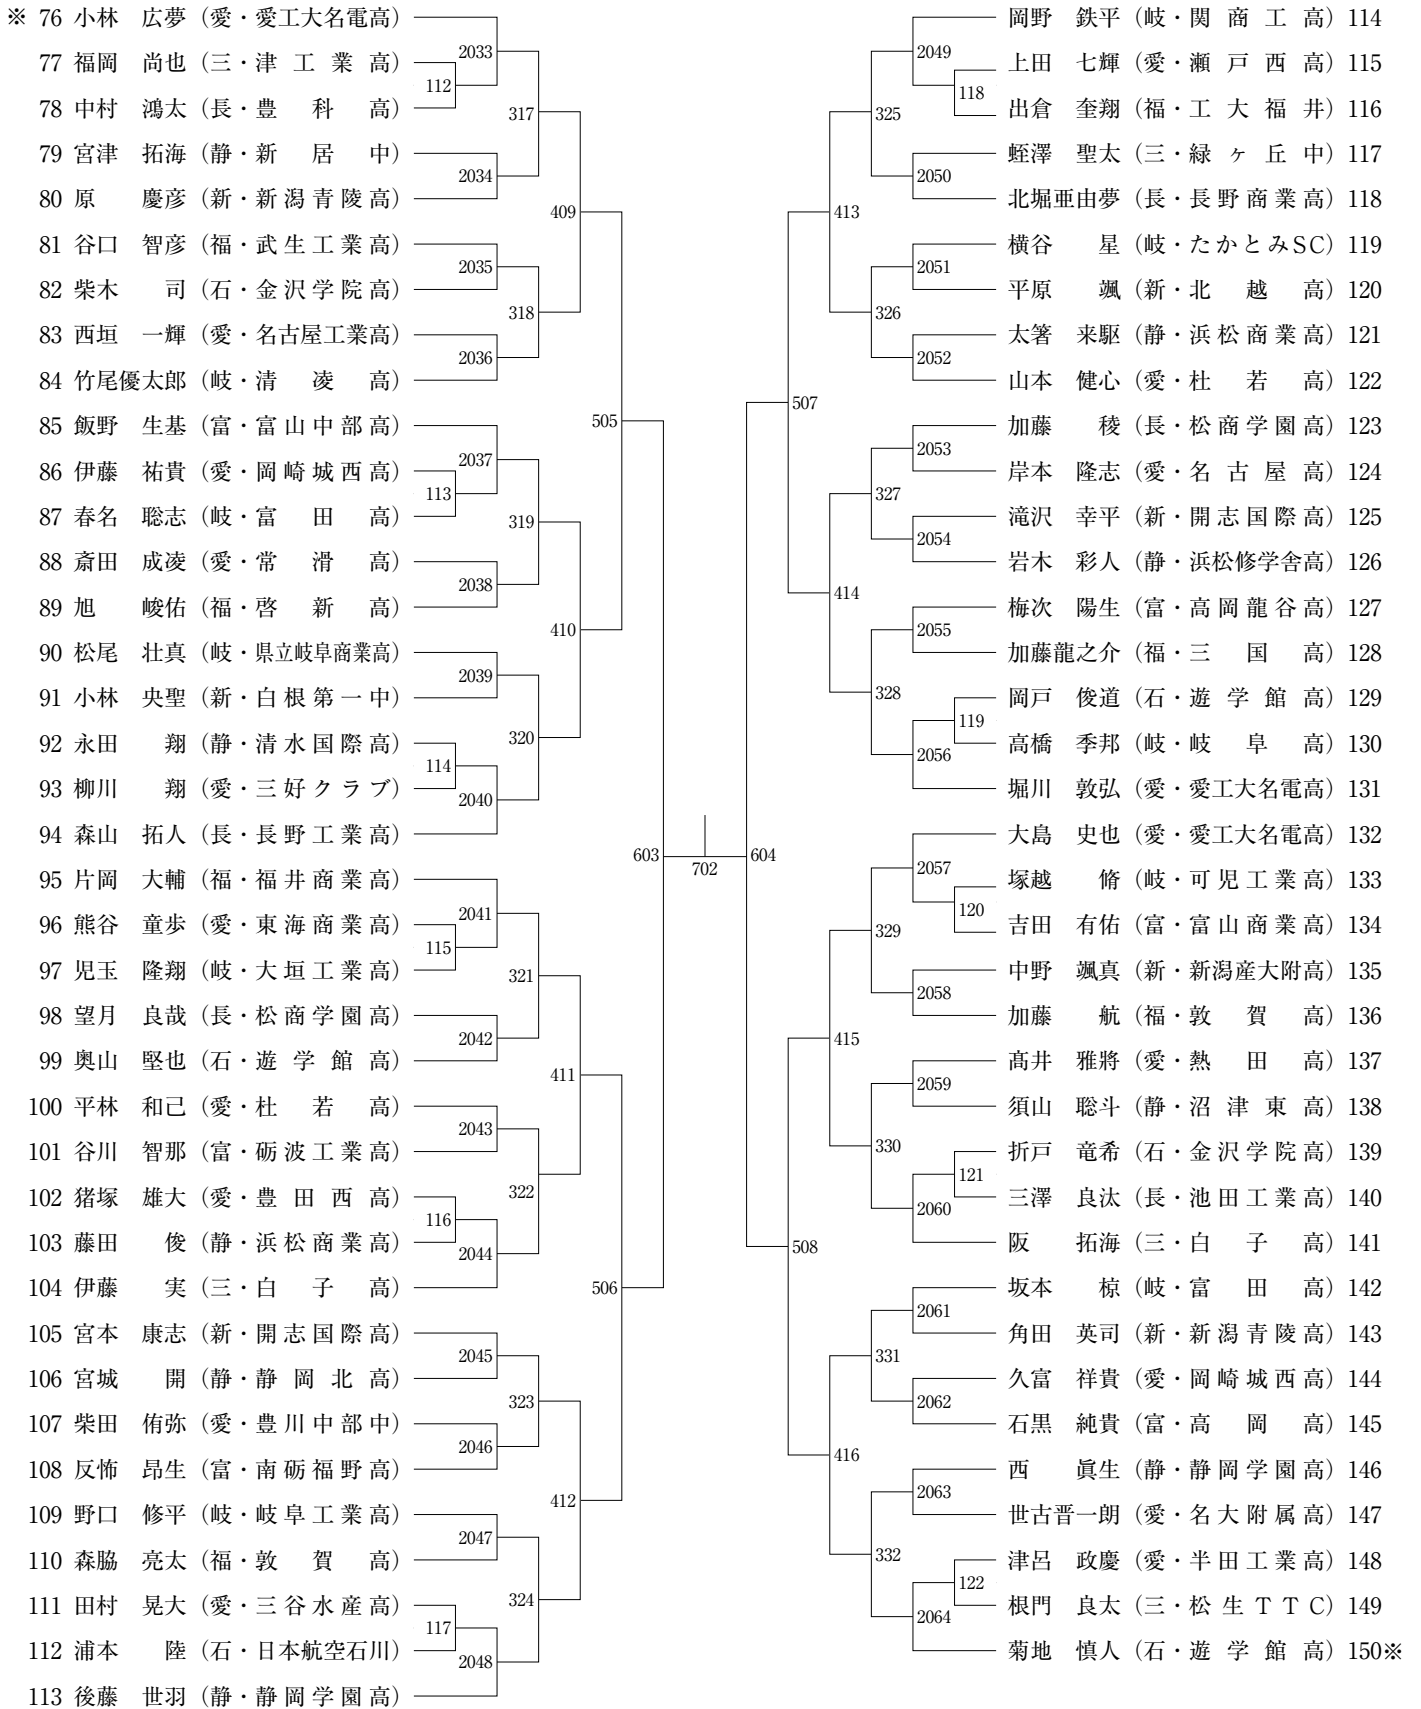 ※ 76 小林 広夢 (愛・愛工大名電高)
77 福岡 尚也 (三・津工業高)
78 中村 鴻太 (長・豊科高)
79 宮津 拓海 (静・新居中)
80 原 慶彦 (新・新潟青陵高)
81 谷口 智彦 (福・武生工業高)
82 柴木 司 (石・金沢学院高)
83 西垣 一輝 (愛・名古屋工業高)
84 竹尾優太郎 (岐・清凌高)
85 飯野 生基 (富・富山中部高)
86 伊藤 祐貴 (愛・岡崎城西高)
87 春名 聡志 (岐・富田高)
88 斎田 成凌 (愛・常滑高)
89 旭 峻佑 (福・啓新高)
90 松尾 壮真 (岐・県立岐阜商業高)
91 小林 央聖 (新・白根第一中)
92 永田 翔 (静・清水国際高)
93 柳川 翔 (愛・三好クラブ)
94 森山 拓人 (長・長野工業高)
95 片岡 大輔 (福・福井商業高)
96 熊谷 童歩 (愛・東海商業高)
97 児玉 隆翔 (岐・大垣工業高)
98 望月 良哉 (長・松商学園高)
99 奥山 堅也 (石・遊学館高)
100 平林 和己 (愛・杜若高)
101 谷川 智那 (富・砺波工業高)
102 猪塚 雄大 (愛・豊田西高)
103 藤田 俊 (静・浜松商業高)
104 伊藤 実 (三・白子高)
105 宮本 康志 (新・開志国際高)
106 宮城 開 (静・静岡北高)
107 柴田 侑弥 (愛・豊川中部中)
108 反怖 昂生 (富・南砺福野高)
109 野口 修平 (岐・岐阜工業高)
110 森脇 亮太 (福・敦賀高)
111 田村 晃大 (愛・三谷水産高)
112 浦本 陸 (石・日本航空石川)
113 後藤 世羽 (静・静岡学園高)
112
113
114
115
116
117
2033
2034
2035
2036
2037
2038
2039
2040
2041
2042
2043
2044
2045
2046
2047
2048
317
318
319
320
321
322
323
324
409
410
411
412
505
506
603
702
604
507
508
413
414
415
416
325
326
327
328
329
330
331
332
2049
2050
2051
2052
2053
2054
2055
2056
2057
2058
2059
2060
2061
2062
2063
2064
118
119
120
121
122
岡野 鉄平 (岐・関商工高) 114
上田 七輝 (愛・瀬戸西高) 115
出倉 奎翔 (福・工大福井) 116
蛭澤 聖太 (三・緑ヶ丘中) 117
北堀亜由夢 (長・長野商業高) 118
横谷 星 (岐・たかとみSC) 119
平原 颯 (新・北越高) 120
太箸 来駆 (静・浜松商業高) 121
山本 健心 (愛・杜若高) 122
加藤 稜 (長・松商学園高) 123
岸本 隆志 (愛・名古屋高) 124
滝沢 幸平 (新・開志国際高) 125
岩木 彩人 (静・浜松修学舎高) 126
梅次 陽生 (富・高岡龍谷高) 127
加藤龍之介 (福・三国高) 128
岡戸 俊道 (石・遊学館高) 129
高橋 季邦 (岐・岐阜高) 130
堀川 敦弘 (愛・愛工大名電高) 131
大島 史也 (愛・愛工大名電高) 132
塚越 脩 (岐・可児工業高) 133
吉田 有佑 (富・富山商業高) 134
中野 颯真 (新・新潟産大附高) 135
加藤 航 (福・敦賀高) 136
髙井 雅將 (愛・熱田高) 137
須山 聡斗 (静・沼津東高) 138
折戸 竜希 (石・金沢学院高) 139
三澤 良汰 (長・池田工業高) 140
阪 拓海 (三・白子高) 141
坂本 椋 (岐・富田高) 142
角田 英司 (新・新潟青陵高) 143
久富 祥貴 (愛・岡崎城西高) 144
石黒 純貴 (富・高岡高) 145
西 眞生 (静・静岡学園高) 146
世古晋一朗 (愛・名大附属高) 147
津呂 政慶 (愛・半田工業高) 148
根門 良太 (三・松生TTC) 149
菊地 慎人 (石・遊学館高) 150※